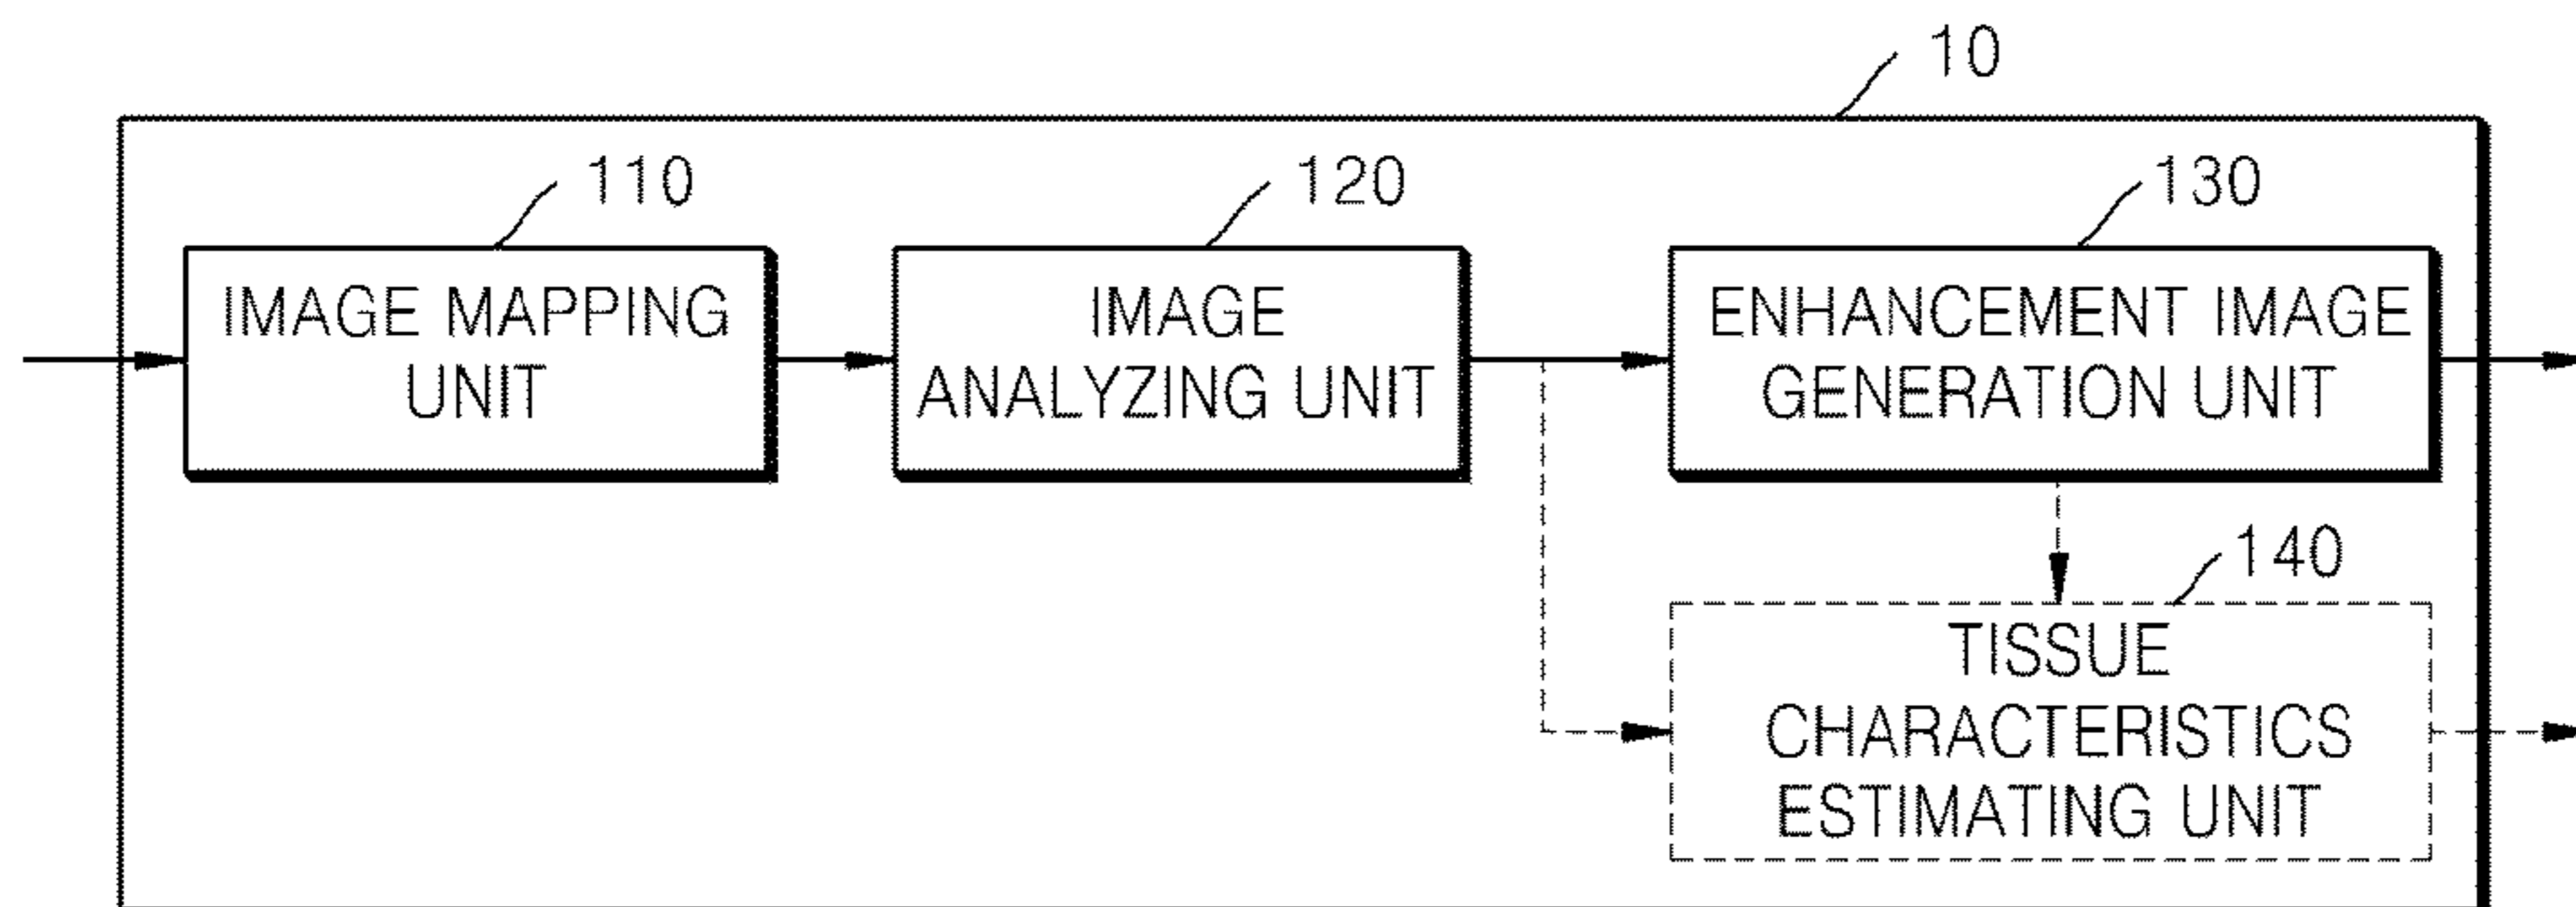 10
110
120
130
IMAGE MAPPING
UNIT
IMAGE
ANALYZING UNIT
ENHANCEMENT IMAGE
GENERATION UNIT
140
TISSUE
CHARACTERISTICS
ESTIMATING UNIT